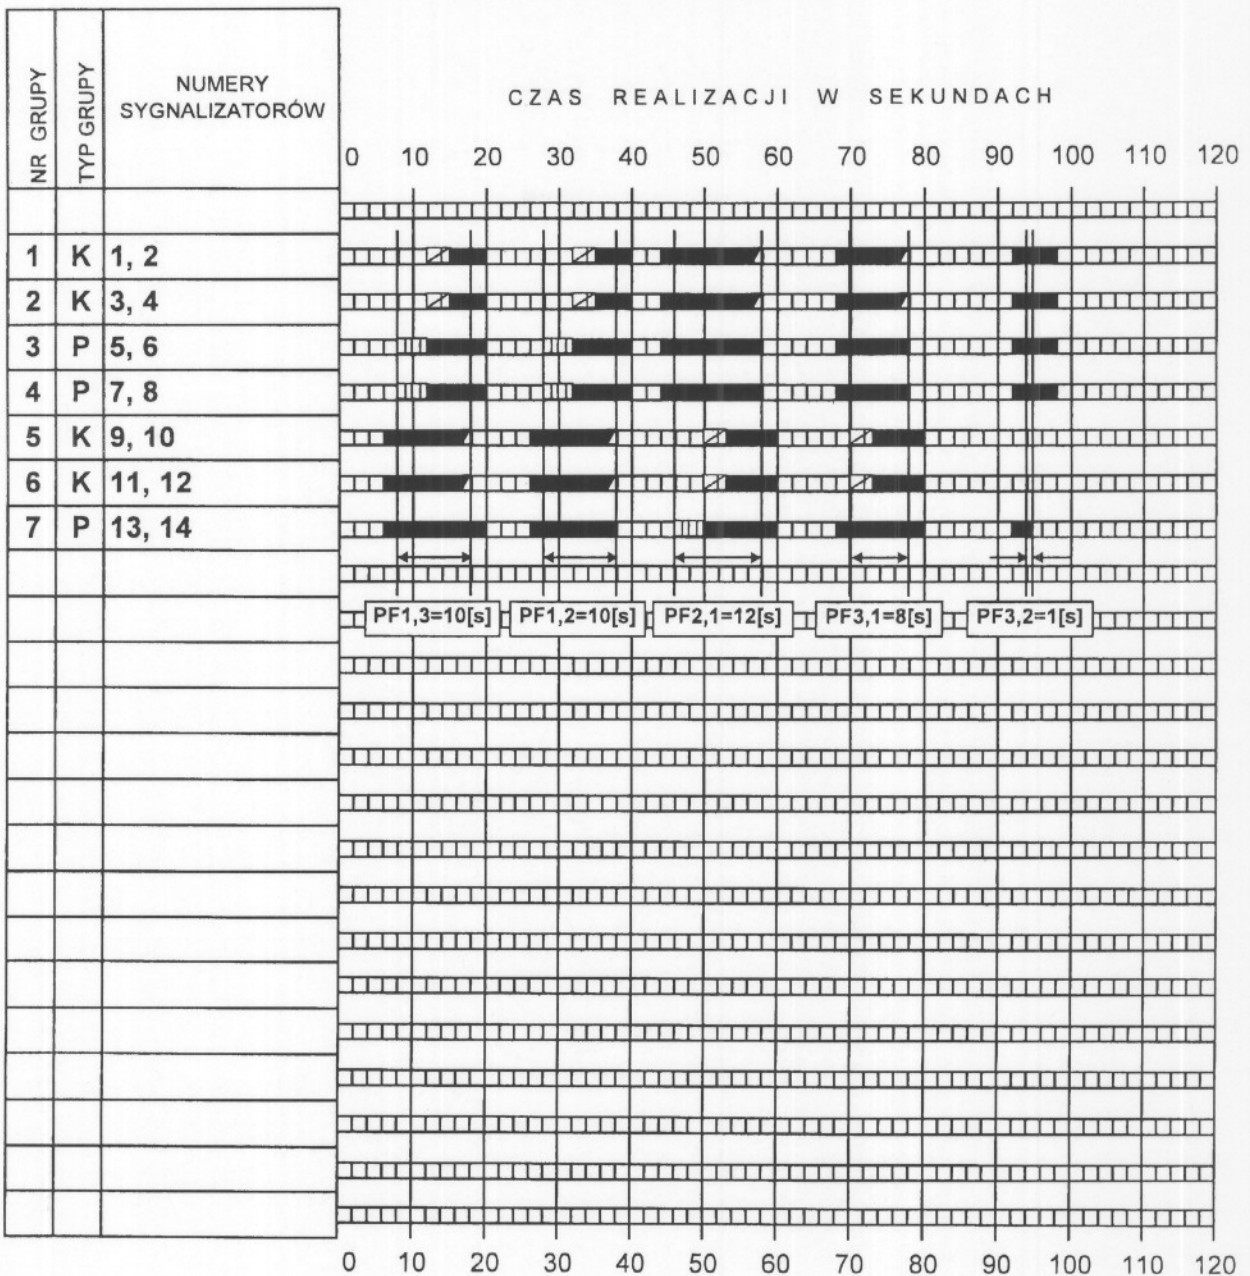 NR GRUPY
TYP GRUPY
NUMERY
SYGNALIZATORÓW
CZAS REALIZACJI W SEKUNDACH
0 10 20 30 40 50 60 70 80 90 100 110 120
1 K 1, 2
2 K 3, 4
3 P 5, 6
4 P 7, 8
5 K 9, 10
6 K 11, 12
7 P 13, 14
PF1,3=10[s] PF1,2=10[s] PF2,1=12[s] PF3,1=8[s] PF3,2=1[s]
0 10 20 30 40 50 60 70 80 90 100 110 120